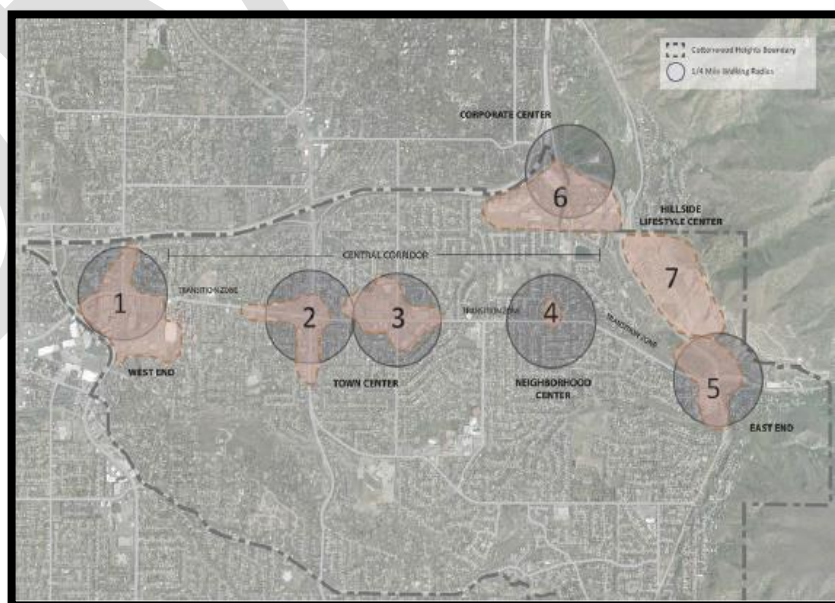 Cottonwood Heights Boundary
1/4 Mile Walking Radius
CORPORATE CENTER
6
HILLSIDE
LIFESTYLE CENTER
7
CENTRAL CORRIDOR
1
TRANSITION ZONE
2
3
TRANSITION ZONE
4
TRANSITION ZONE
5
WEST END
TOWN CENTER
NEIGHBORHOOD
CENTER
EAST END